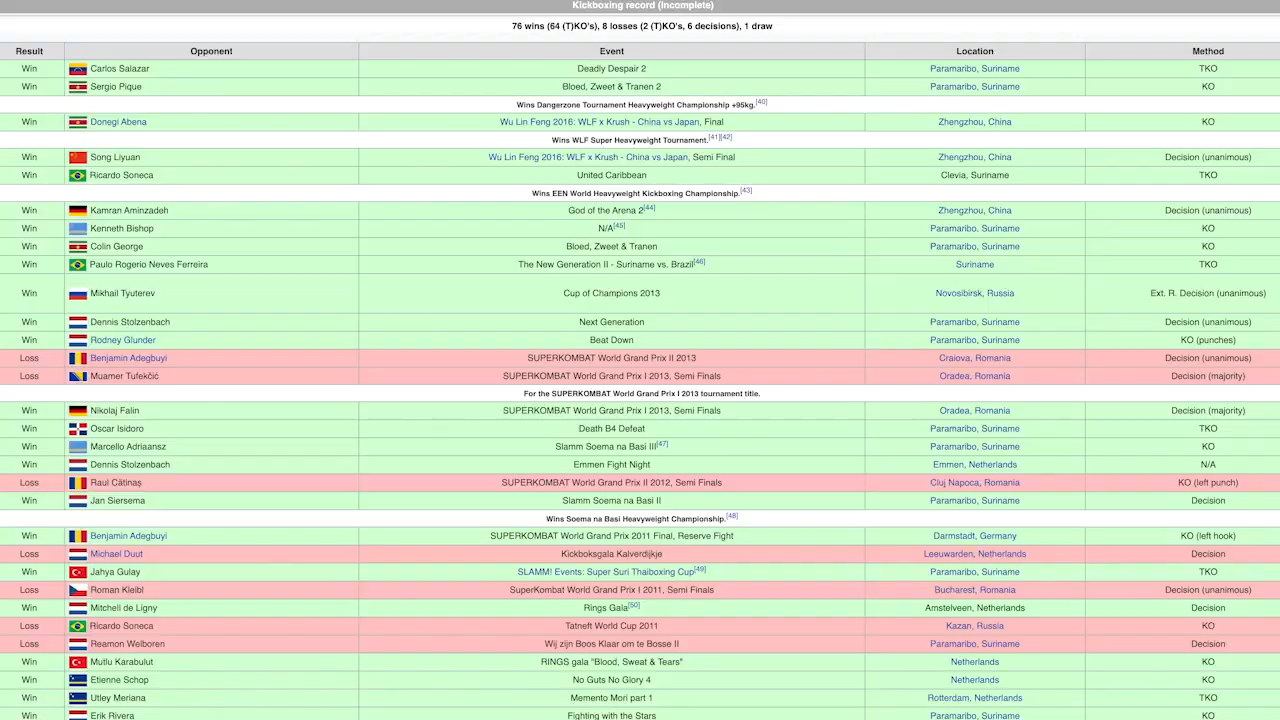 Kickboxing record (Incomplete)
76 wins (64 (T)KO's), 8 losses (2 (T)KO's, 6 decisions), 1 draw
Result Opponent Event Location Method
Win Carlos Salazar Deadly Despair 2 Paramaribo, Suriname TKO
Win Sergio Pique Bloed, Zweet & Tranen 2 Paramaribo, Suriname KO
Wins Dangerzone Tournament Heavyweight Championship +95kg.[40]
Win Donegi Abena Wu Lin Feng 2016: WLF x Krush - China vs Japan, Final Zhengzhou, China KO
Wins WLF Super Heavyweight Tournament.[41][42]
Win Song Liyuan Wu Lin Feng 2016: WLF x Krush - China vs Japan, Semi Final Zhengzhou, China Decision (unanimous)
Win Ricardo Soneca United Caribbean Clevia, Suriname TKO
Wins EEN World Heavyweight Kickboxing Championship.[43]
Win Kamran Aminzadeh God of the Arena 2[44] Zhengzhou, China Decision (unanimous)
Win Kenneth Bishop N/A[45] Paramaribo. Suriname KO
Win Colin George Bloed, Zweet & Tranen Paramaribo, Suriname KO
Win Paulo Rogerio Neves Ferreira The New Generation II - Suriname vs. Brazil[46] Suriname TKO
Win Mikhail Tyuterev Cup of Champions 2013 Novosibirsk, Russia Ext. R. Decision (unanimous)
Win Dennis Stolzenbach Next Generation Paramaribo, Suriname Decision (unanimous)
Win Rodney Glunder Beat Down Paramaribo, Suriname KO (punches)
Loss Benjamin Adegbuyi SUPERKOMBAT World Grand Prix II 2013 Craiova, Romania Decision (unanimous)
Loss Muamer Tufekčić SUPERKOMBAT World Grand Prix I 2013, Semi Finals Oradea, Romania Decision (majority)
For the SUPERKOMBAT World Grand Prix I 2013 tournament title.
Win Nikolaj Falin SUPERKOMBAT World Grand Prix I 2013, Semi Finals Oradea, Romania Decision (majority)
Win Oscar Isidoro Death B4 Defeat Paramaribo, Suriname TKO
Win Marcello Adriaansz Slamm Soema na Basi III[47] Paramaribo, Suriname KO
Win Dennis Stolzenbach Emmen Fight Night Emmen, Netherlands N/A
Loss Raul Cătinaș SUPERKOMBAT World Grand Prix II 2012, Semi Finals Cluj Napoca, Romania KO (left punch)
Win Jan Siersema Slamm Soema na Basi II Paramaribo, Suriname Decision
Wins Soema na Basi Heavyweight Championship.[48]
Win Benjamin Adegbuyi SUPERKOMBAT World Grand Prix 2011 Final, Reserve Fight Darmstadt, Germany KO (left hook)
Loss Michael Duut Kickboksgala Kalverdijkje Leeuwarden, Netherlands Decision
Win Jahya Gulay SLAMM! Events: Super Suri Thaiboxing Cup[49] Paramaribo, Suriname TKO
Loss Roman Kleibl SuperKombat World Grand Prix I 2011, Semi Finals Bucharest, Romania Decision (unanimous)
Win Mitchell de Ligny Rings Gala[50] Amstelveen, Netherlands Decision
Loss Ricardo Soneca Tatneft World Cup 2011 Kazan, Russia KO
Loss Reamon Welboren Wij zijn Boos Klaar om te Bosse II Paramaribo, Suriname Decision
Win Mutlu Karabulut RINGS gala "Blood, Sweat & Tears" Netherlands KO
Win Etienne Schop No Guts No Glory 4 Netherlands KO
Win Utley Meriana Memento Mori part 1 Rotterdam, Netherlands TKO
Win Erik Rivera Fighting with the Stars Paramaribo, Suriname KO